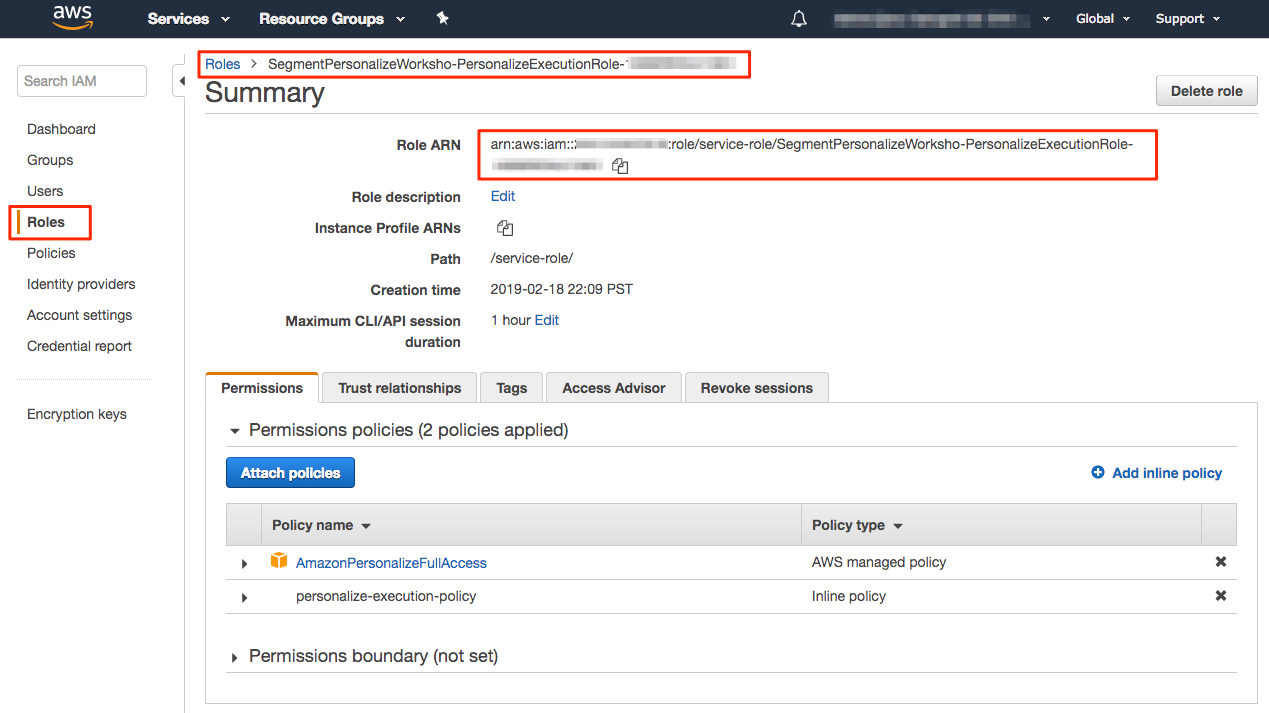 aws
Services
Resource Groups
Global
Support
Search IAM
Dashboard
Groups
Users
Roles
Policies
Identity providers
Account settings
Credential report
Encryption keys
Roles > SegmentPersonalizeWorksho-PersonalizeExecutionRole-
Summary
Delete role
Role ARN
arn:aws:iam:: :role/service-role/SegmentPersonalizeWorksho-PersonalizeExecutionRole-
Role description
Edit
Instance Profile ARNs
Path
/service-role/
Creation time
2019-02-18 22:09 PST
Maximum CLI/API session
duration
1 hour Edit
Permissions
Trust relationships
Tags
Access Advisor
Revoke sessions
Permissions policies (2 policies applied)
Attach policies
Add inline policy
Policy name
Policy type
AmazonPersonalizeFullAccess
AWS managed policy
personalize-execution-policy
Inline policy
Permissions boundary (not set)